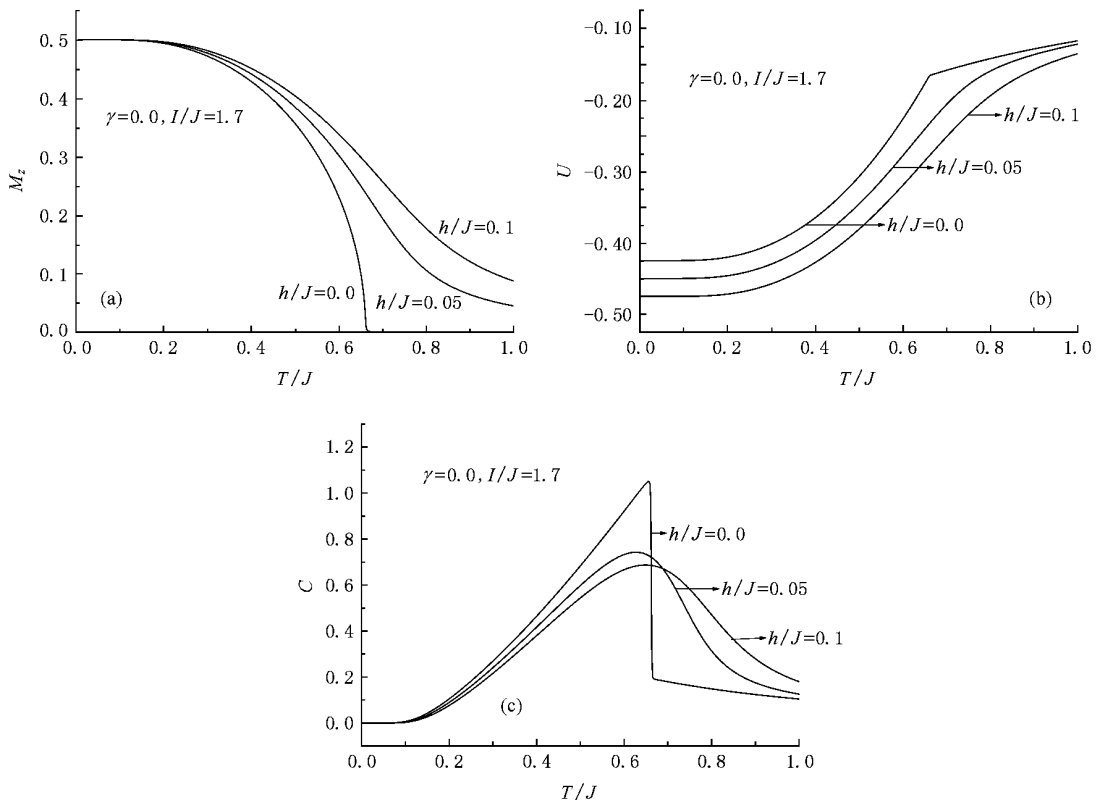 0.5
0.4
0.3
0.2
0.1
0.0
M_z
γ=0.0, I/J=1.7
h/J=0.1
h/J=0.0
h/J=0.05
(a)
0.0 0.2 0.4 0.6 0.8 1.0
T/J
−0.10
−0.20
−0.30
−0.40
−0.50
U
γ=0.0, I/J=1.7
h/J=0.1
h/J=0.05
h/J=0.0
(b)
0.0 0.2 0.4 0.6 0.8 1.0
T/J
1.2
1.0
0.8
0.6
0.4
0.2
0.0
C
γ=0.0, I/J=1.7
h/J=0.0
h/J=0.05
h/J=0.1
(c)
0.0 0.2 0.4 0.6 0.8 1.0
T/J